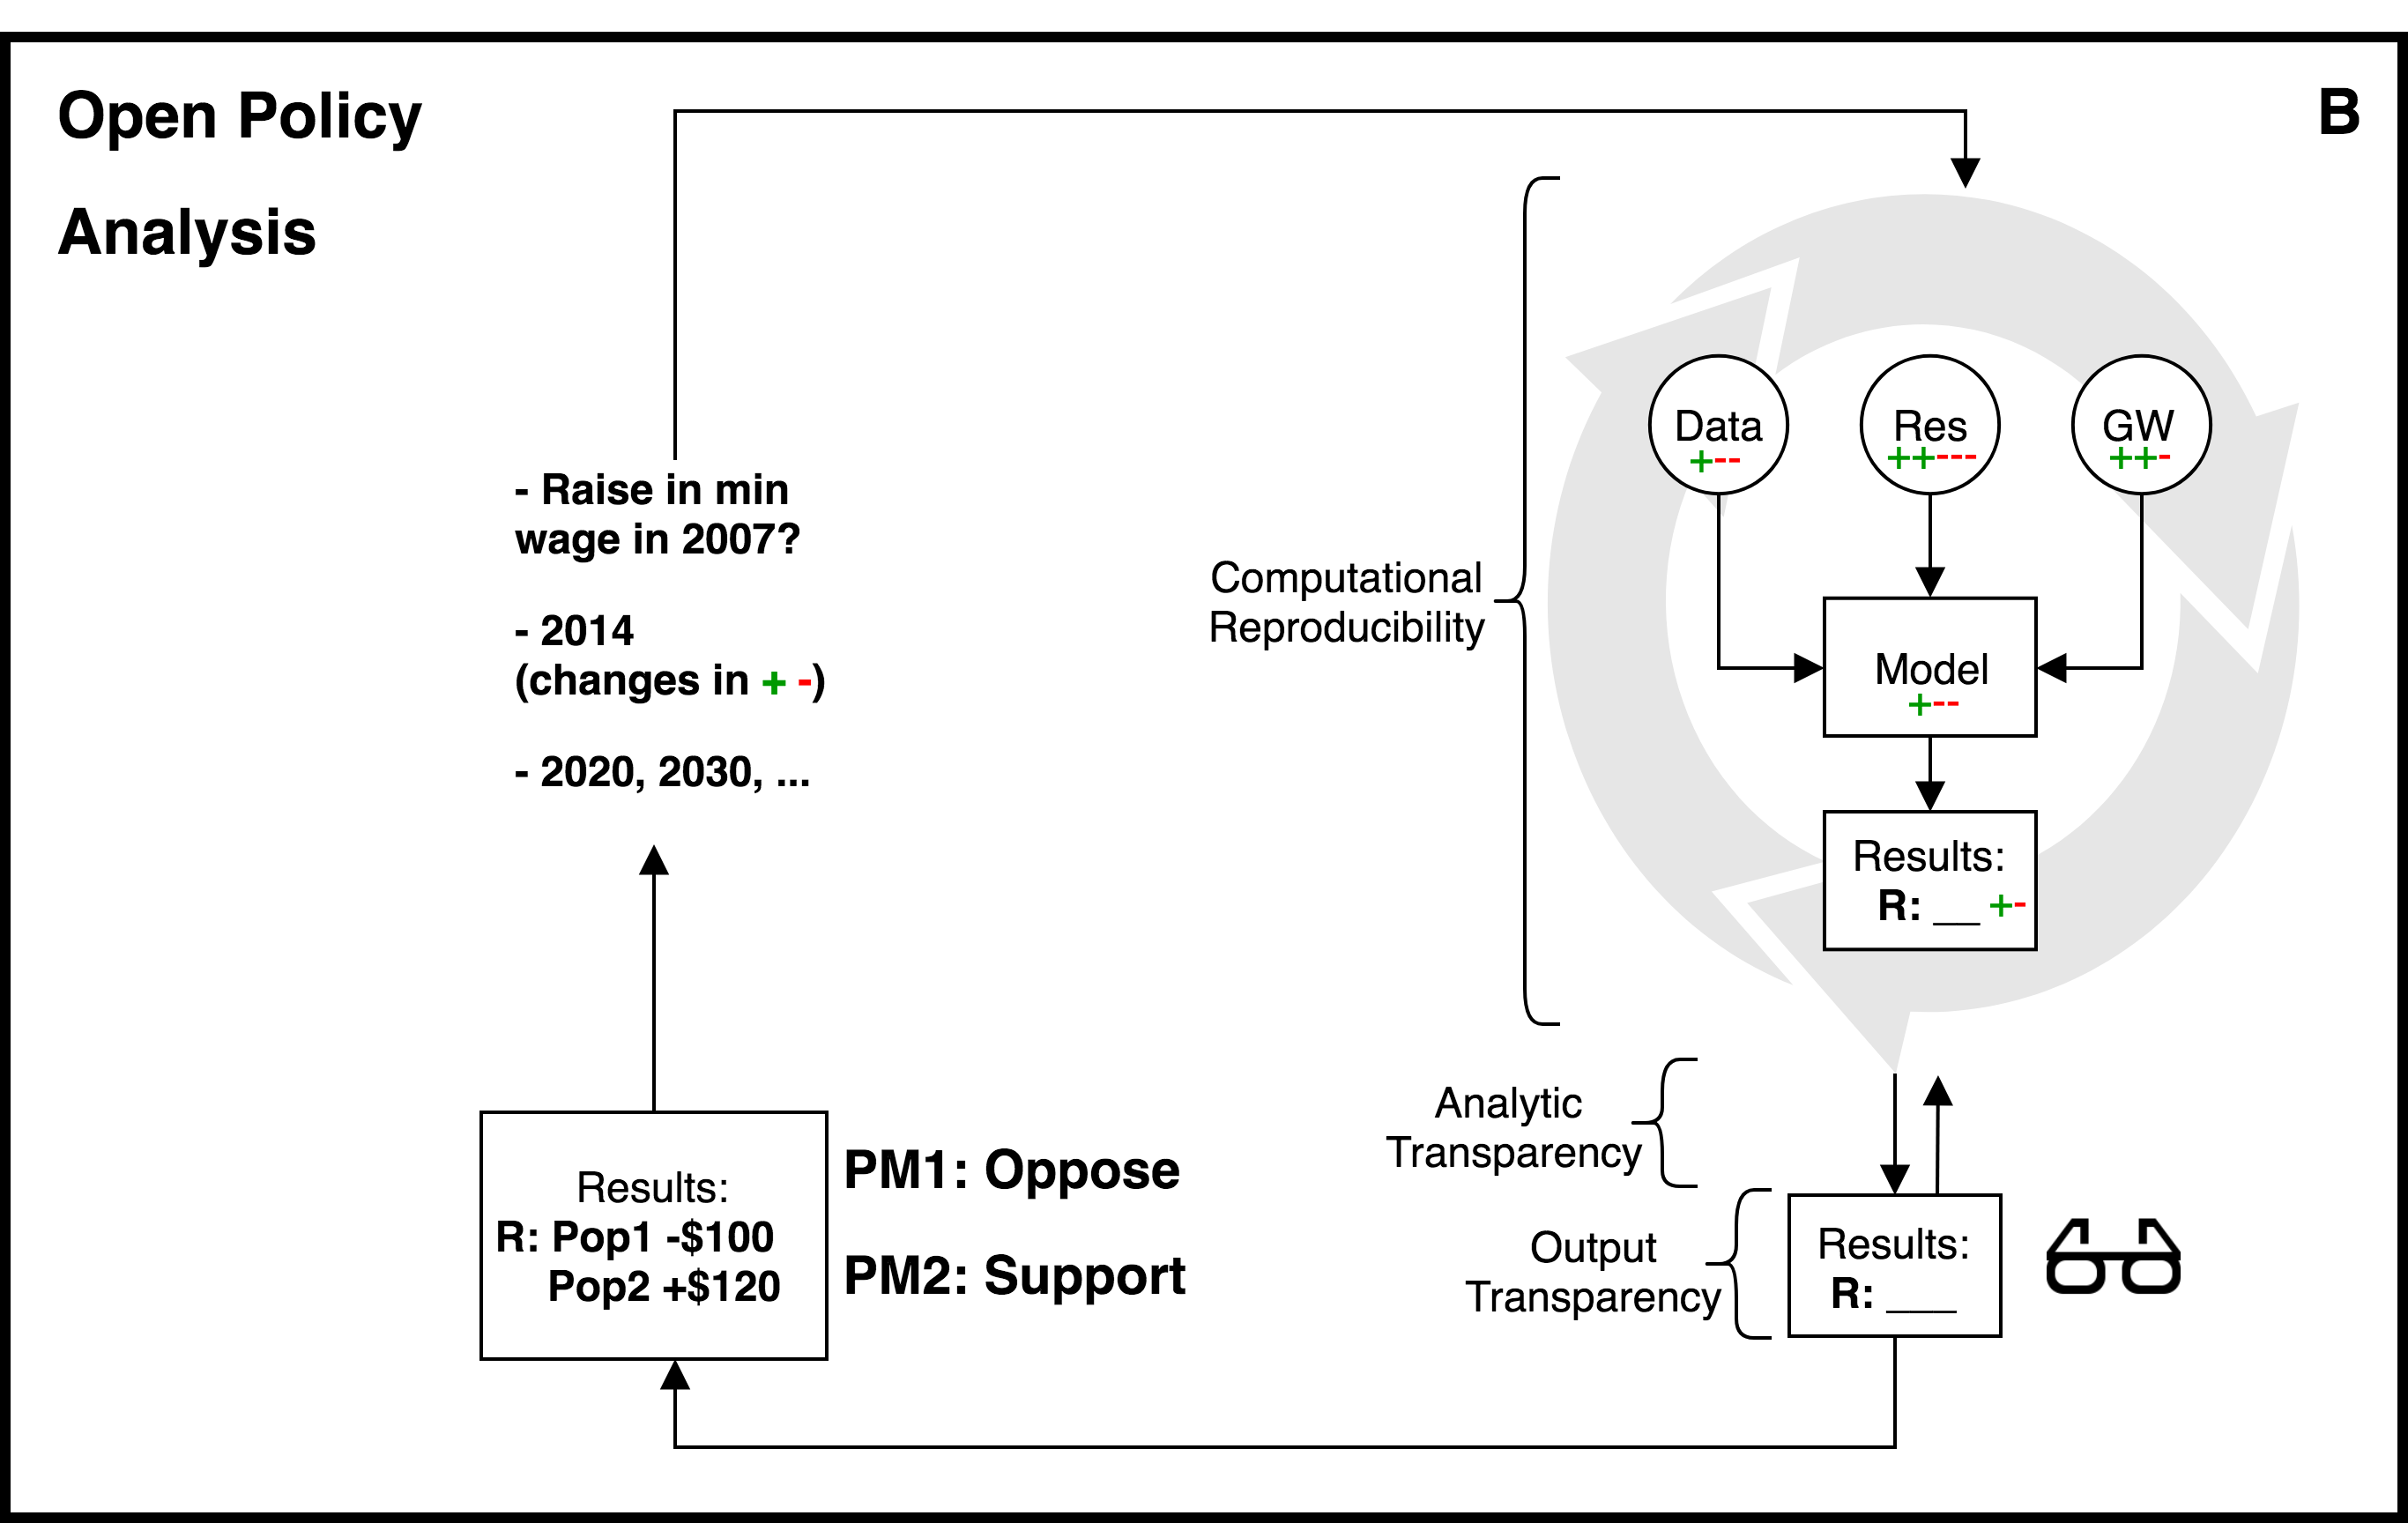 Open Policy
Analysis
B
- Raise in min
wage in 2007?
- 2014
(changes in + -)
- 2020, 2030, ...
Computational
Reproducibility
Data
+--
Res
++---
GW
++-
Model
+--
Results:
R: __ +-
Analytic
Transparency
Output
Transparency
Results:
R: ___
Results:
R: Pop1 -$100
Pop2 +$120
PM1: Oppose
PM2: Support